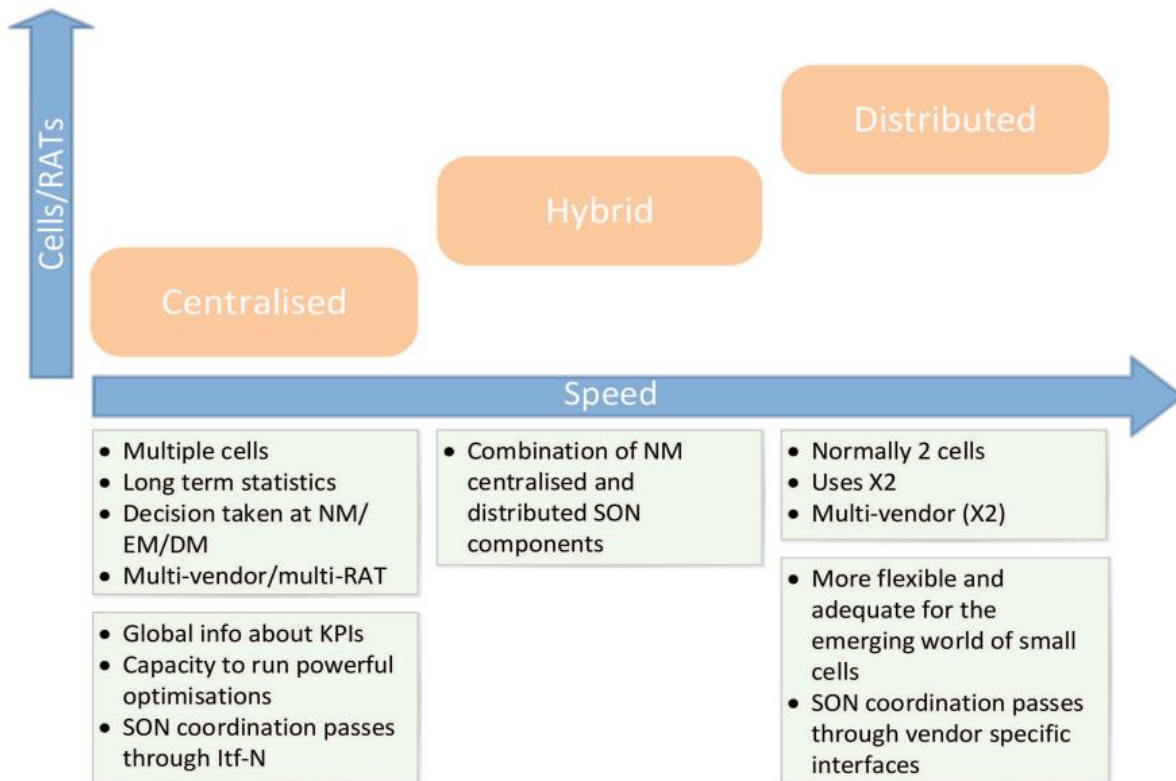 Cells/RATs
Distributed
Hybrid
Centralised
Speed
• Multiple cells
• Long term statistics
• Decision taken at NM/
EM/DM
• Multi-vendor/multi-RAT
• Global info about KPIs
• Capacity to run powerful
optimisations
• SON coordination passes
through Itf-N
• Combination of NM
centralised and
distributed SON
components
• Normally 2 cells
• Uses X2
• Multi-vendor (X2)
• More flexible and
adequate for the
emerging world of small
cells
• SON coordination passes
through vendor specific
interfaces